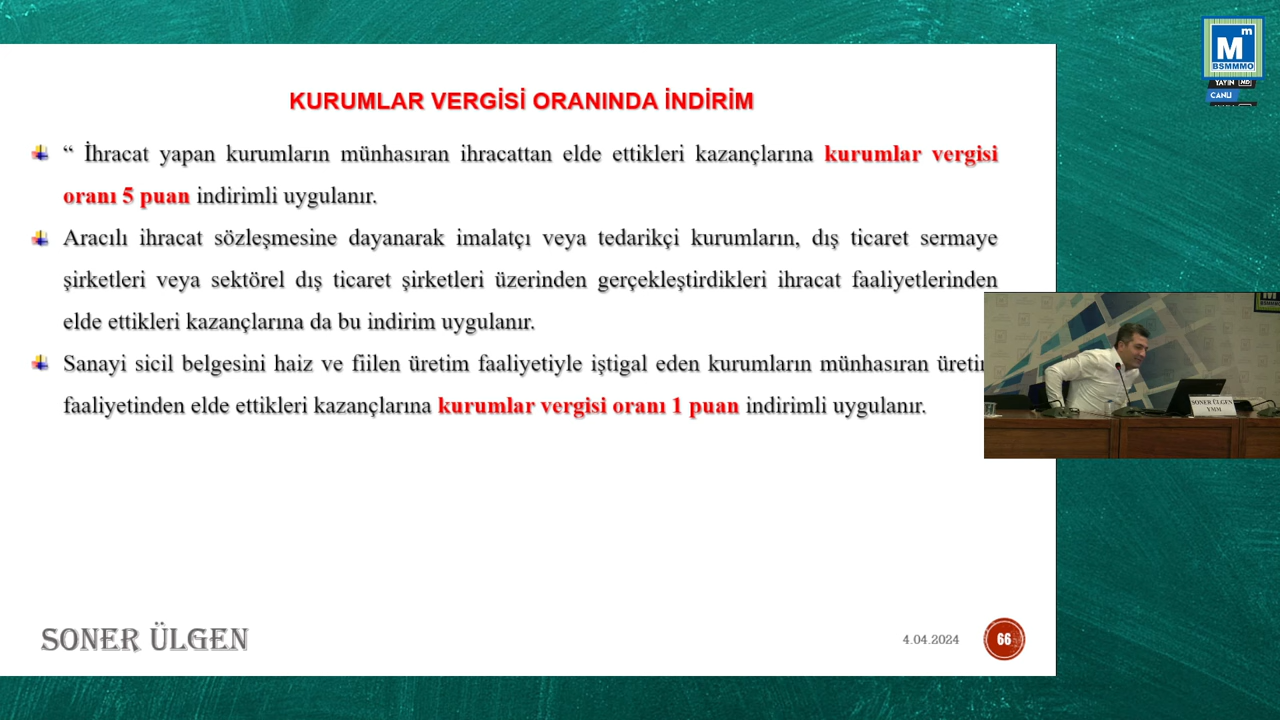 M m
BSMMMO
YAYIN
CANLI
KURUMLAR VERGİSİ ORANINDA İNDİRİM
“ İhracat yapan kurumların münhasıran ihracattan elde ettikleri kazançlarına kurumlar vergisi
oranı 5 puan indirimli uygulanır.
Aracılı ihracat sözleşmesine dayanarak imalatçı veya tedarikçi kurumların, dış ticaret sermaye
şirketleri veya sektörel dış ticaret şirketleri üzerinden gerçekleştirdikleri ihracat faaliyetlerinden
elde ettikleri kazançlarına da bu indirim uygulanır.
Sanayi sicil belgesini haiz ve fiilen üretim faaliyetiyle iştigal eden kurumların münhasıran üretim
faaliyetinden elde ettikleri kazançlarına kurumlar vergisi oranı 1 puan indirimli uygulanır.
SONER ÜLGEN
YMM
SONER ÜLGEN
4.04.2024
66